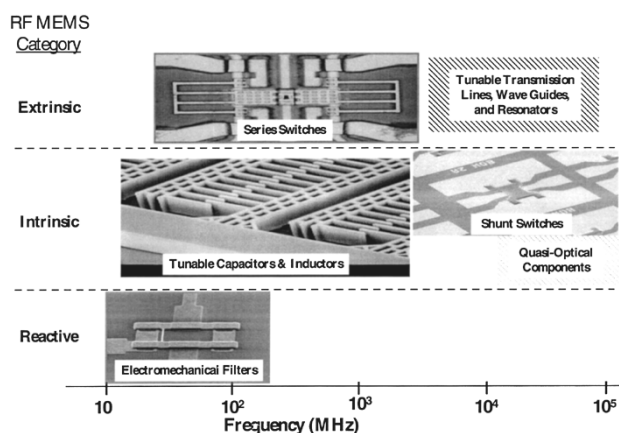 RF MEMS
Category
Extrinsic
Series Switches
Tunable Transmission
Lines, Wave Guides,
and Resonators
Intrinsic
Tunable Capacitors & Inductors
Shunt Switches
Quasi-Optical
Components
Reactive
Electromechanical Filters
10
10²
10³
10⁴
10⁵
Frequency (MHz)